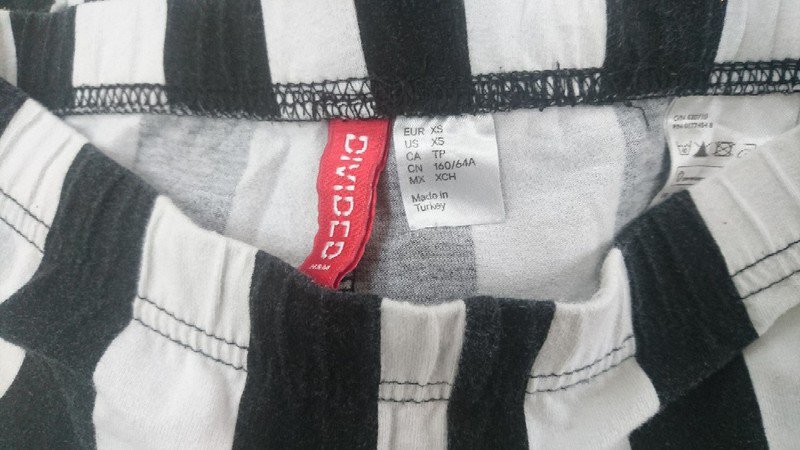 DIVIDED
H&M
EUR XS
US XS
CA TP
CN 160/64A
MX XCH
Made in
Turkey